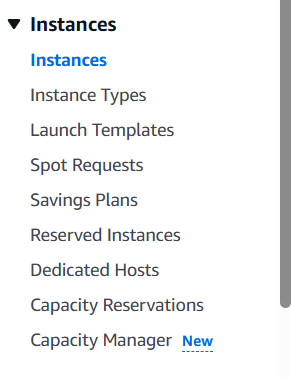 Instances
Instances
Instance Types
Launch Templates
Spot Requests
Savings Plans
Reserved Instances
Dedicated Hosts
Capacity Reservations
Capacity Manager New